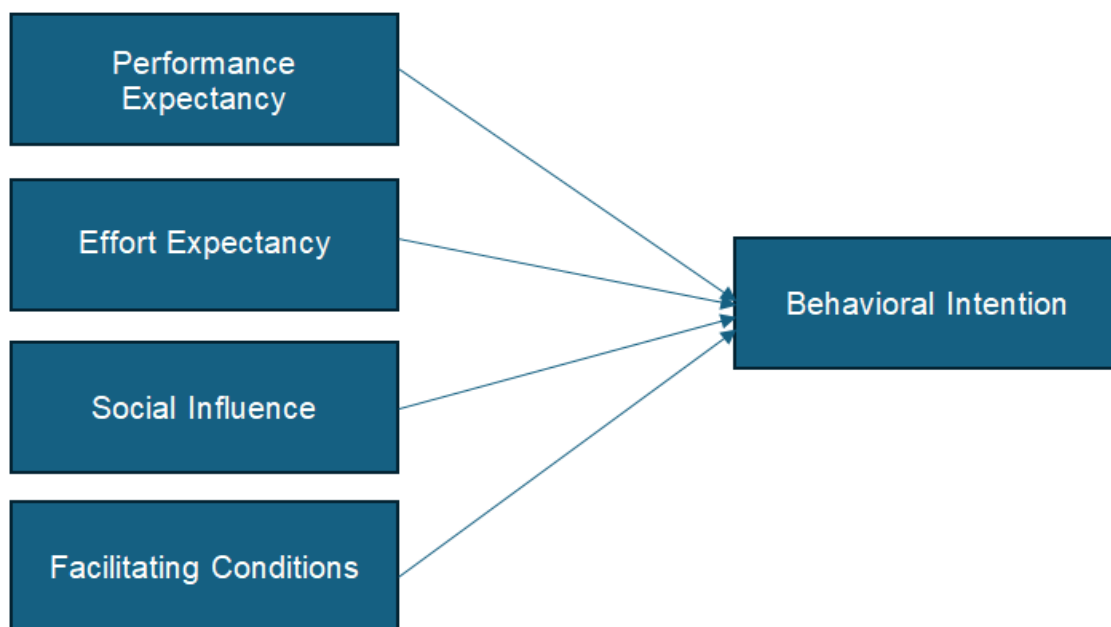 Performance
Expectancy
Effort Expectancy
Behavioral Intention
Social Influence
Facilitating Conditions